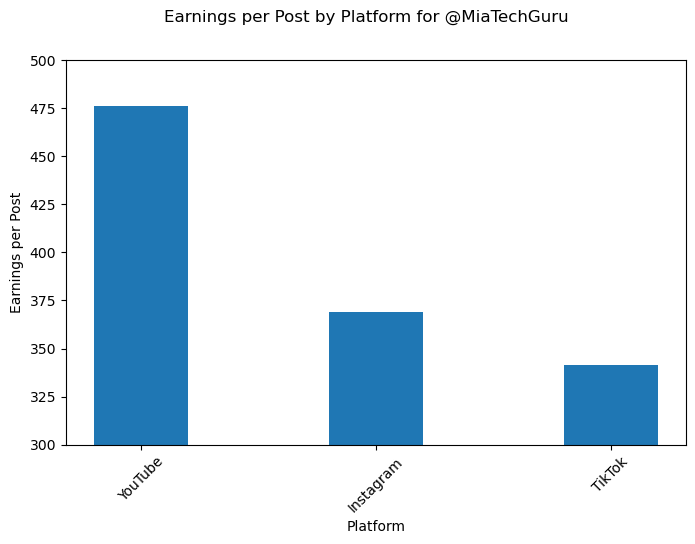 Earnings per Post by Platform for @MiaTechGuru
500
475
450
425
400
375
350
325
300
Earnings per Post
YouTube
Instagram
TikTok
Platform